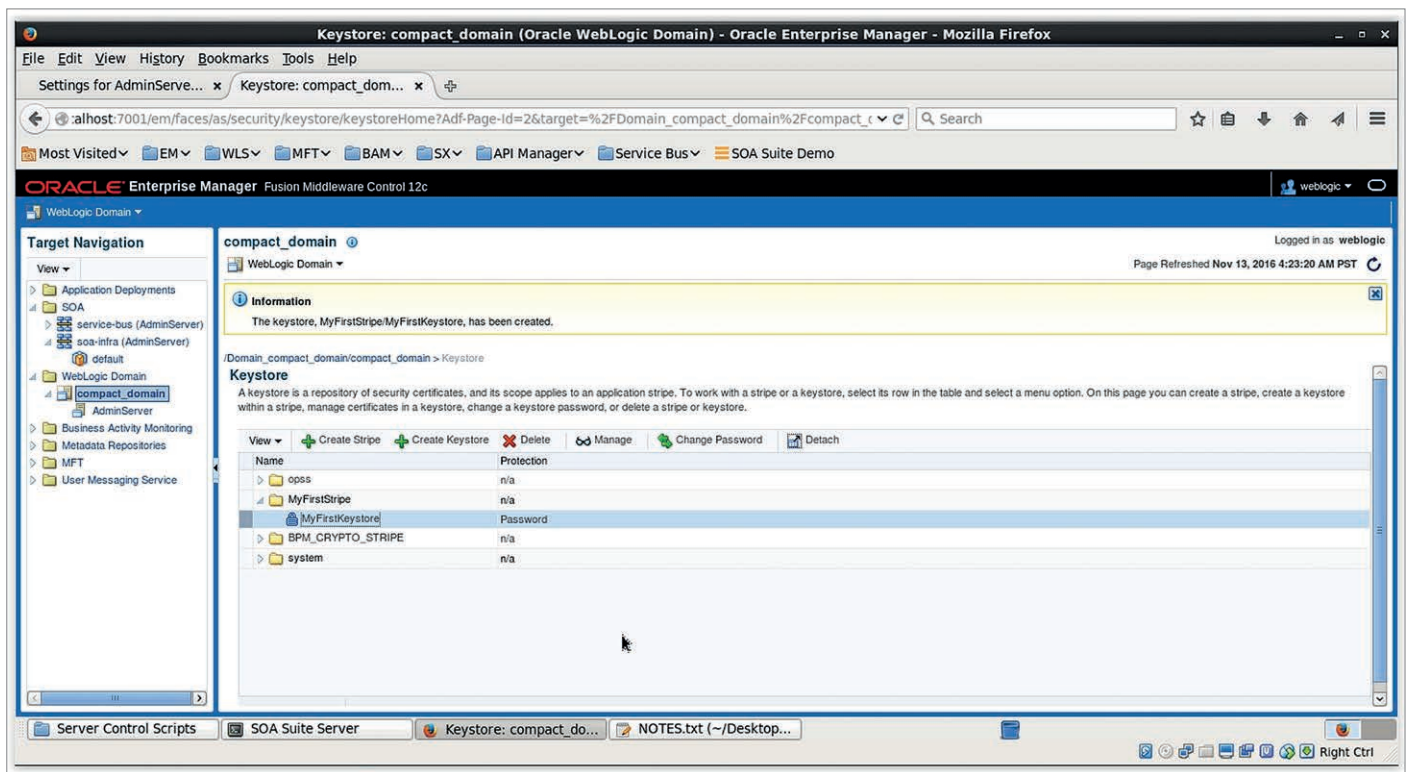 Keystore: compact_domain (Oracle WebLogic Domain) - Oracle Enterprise Manager - Mozilla Firefox
File Edit View History Bookmarks Tools Help
Settings for AdminServe... Keystore: compact_dom...
:alhost:7001/em/faces/as/security/keystore/keystoreHome?Adf-Page-Id=2&target=%2FDomain_compact_domain%2Fcompact_c Search
Most Visited EM WLS MFT BAM SX API Manager Service Bus SOA Suite Demo
ORACLE Enterprise Manager Fusion Middleware Control 12c weblogic
WebLogic Domain
Target Navigation
View
Application Deployments
SOA
service-bus (AdminServer)
soa-infra (AdminServer)
default
WebLogic Domain
compact_domain
AdminServer
Business Activity Monitoring
Metadata Repositories
MFT
User Messaging Service
compact_domain Logged in as weblogic
WebLogic Domain Page Refreshed Nov 13, 2016 4:23:20 AM PST
Information
The keystore, MyFirstStripe/MyFirstKeystore, has been created.
/Domain_compact_domain/compact_domain > Keystore
Keystore
A keystore is a repository of security certificates, and its scope applies to an application stripe. To work with a stripe or a keystore, select its row in the table and select a menu option. On this page you can create a stripe, create a keystore
within a stripe, manage certificates in a keystore, change a keystore password, or delete a stripe or keystore.
View Create Stripe Create Keystore Delete Manage Change Password Detach
Name Protection
opss n/a
MyFirstStripe n/a
MyFirstKeystore Password
BPM_CRYPTO_STRIPE n/a
system n/a
Server Control Scripts SOA Suite Server Keystore: compact_do... NOTES.txt (~/Desktop...
Right Ctrl